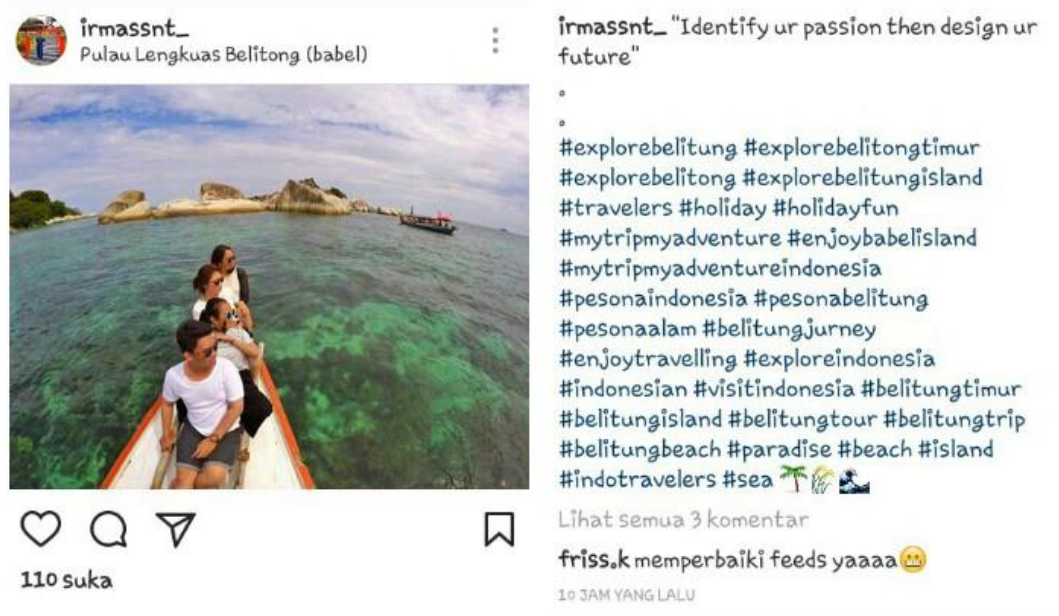 irmassnt_
Pulau Lengkuas Belitong (babel)
110 suka
irmassnt_ "Identify ur passion then design ur
future"
.
.
#explorebelitung #explorebelitongtimur
#explorebelitong #explorebelitungisland
#travelers #holiday #holidayfun
#mytripmyadventure #enjoybabelisland
#mytripmyadventureindonesia
#pesonaindonesia #pesonabelitung
#pesonaalam #belitungjurney
#enjoytravelling #exploreindonesia
#indonesian #visitindonesia #belitungtimur
#belitungisland #belitungtour #belitungtrip
#belitungbeach #paradise #beach #island
#indotravelers #sea 🌴🌾🌊
Lihat semua 3 komentar
friss.k memperbaiki feeds yaaaa😬
10 JAM YANG LALU